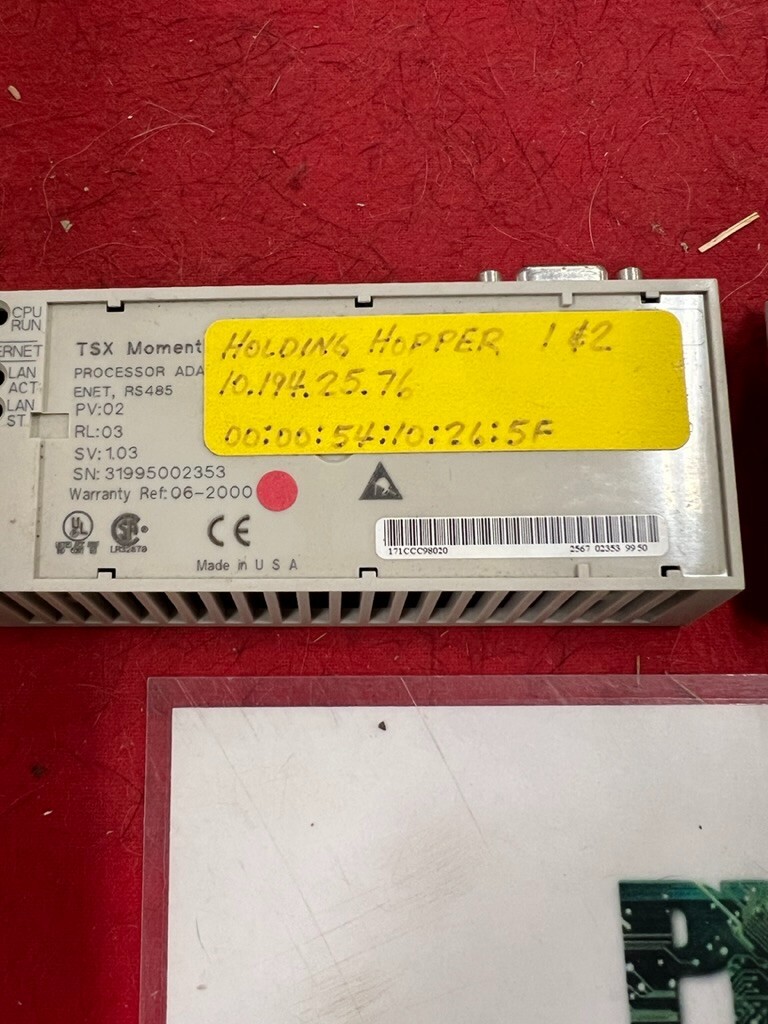 CPU
RUN
ERNET
LAN
ACT
LAN
ST
TSX Moment
PROCESSOR ADA
ENET, RS485
PV:02
RL:03
SV:1.03
SN: 31995002353
Warranty Ref: 06-2000
HOLDING HOPPER 1 &2
10.194.25.76
00:00:54:10:26:5F
UL
LR32678
CE
Made in U S A
171CCC98020
2567 02353 99 50